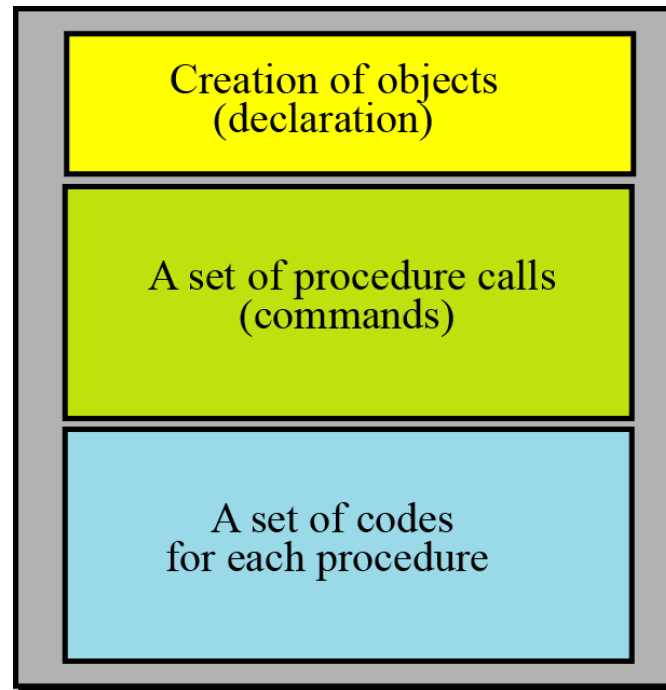 Creation of objects
(declaration)
A set of procedure calls
(commands)
A set of codes
for each procedure